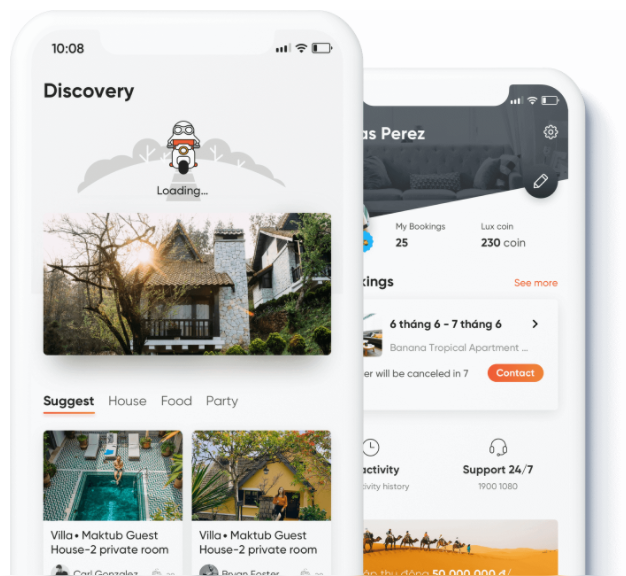 10:08
Discovery
Loading...
Suggest House Food Party
Villa • Maktub Guest
House-2 private room
Villa • Maktub Guest
House-2 private room
Carl Gonzalez
Bryan Foster
as Perez
My Bookings
25
Lux coin
230 coin
kings
See more
6 tháng 6 - 7 tháng 6
Banana Tropical Apartment ...
er will be canceled in 7
Contact
activity
ivity history
Support 24/7
1900 1080
thu động 50.000.000 đ/